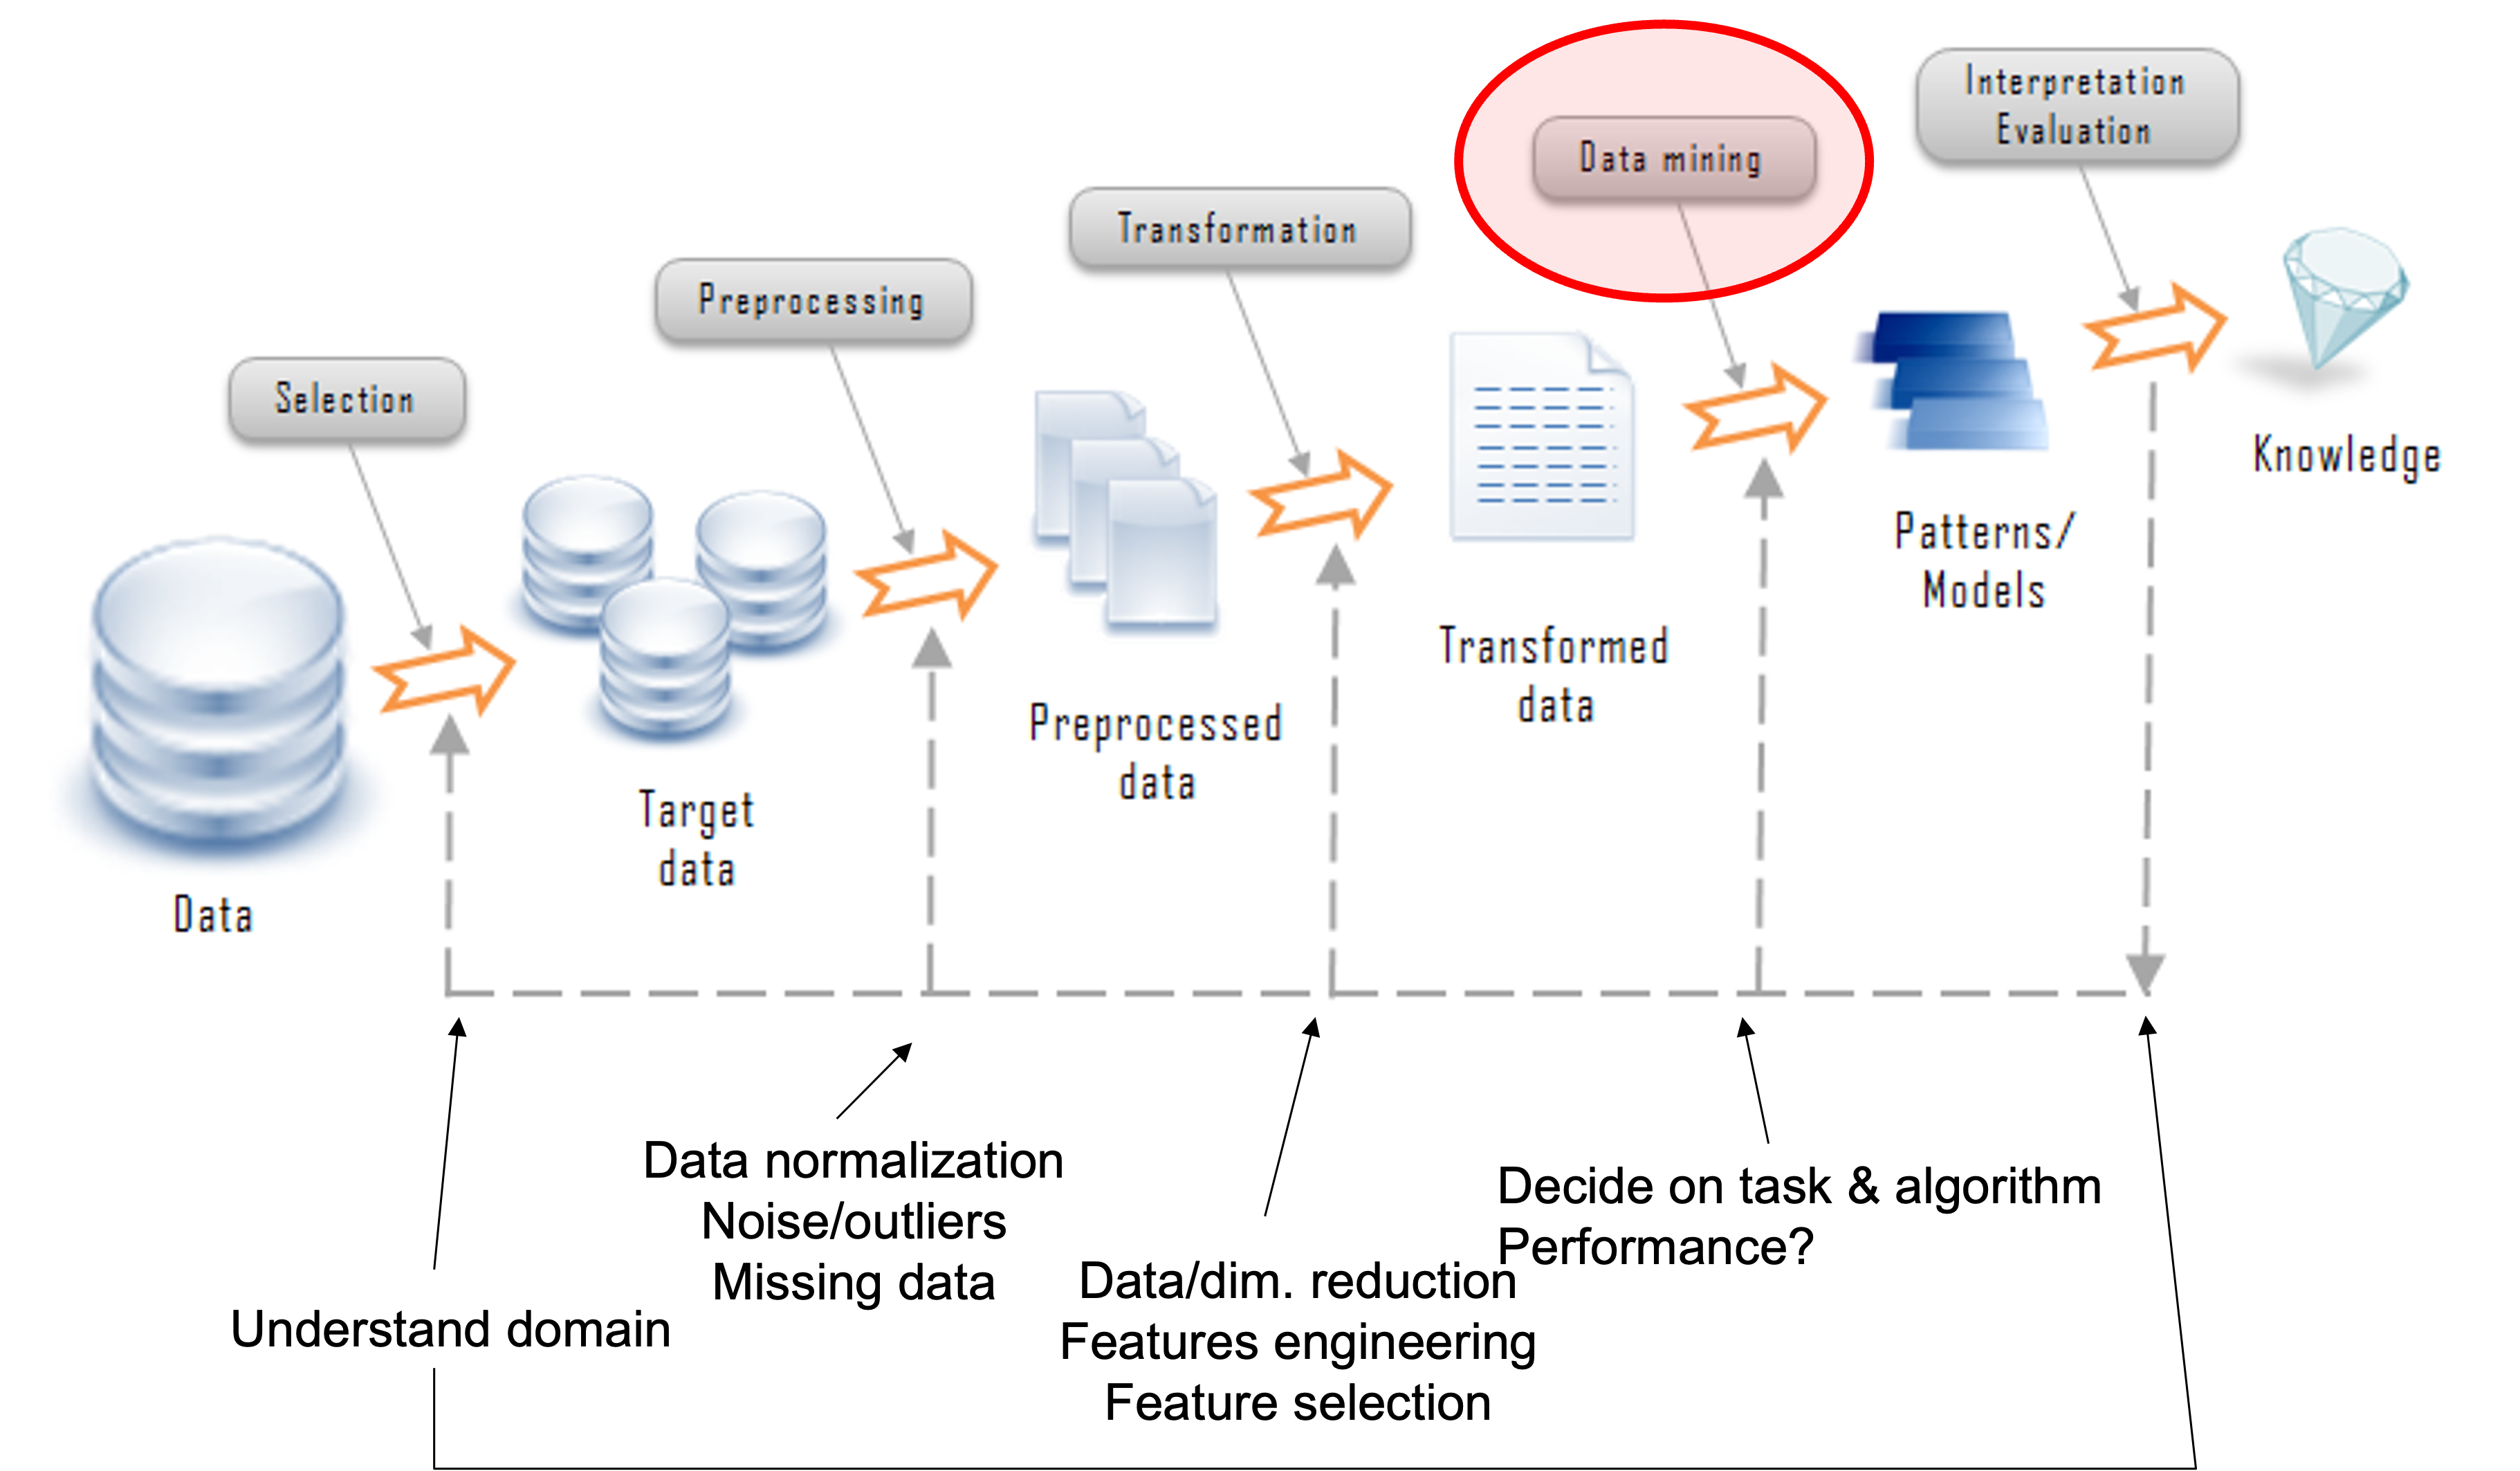 Data mining
Interpretation
Evaluation
Transformation
Preprocessing
Selection
Knowledge
Patterns/
Models
Transformed
data
Preprocessed
data
Target
data
Data
Data normalization
Noise/outliers
Missing data
Decide on task & algorithm
Performance?
Data/dim. reduction
Features engineering
Feature selection
Understand domain